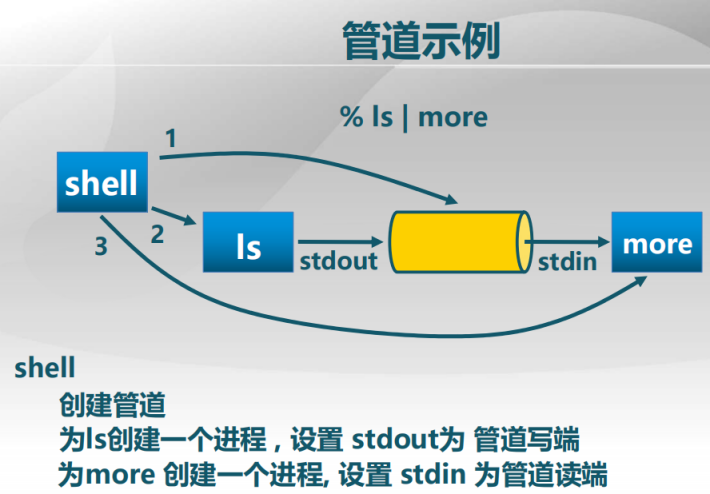 管道示例
% ls | more
1
shell
2
3
ls
stdout
stdin
more
shell
创建管道
为ls创建一个进程，设置 stdout为 管道写端
为more 创建一个进程, 设置 stdin 为管道读端